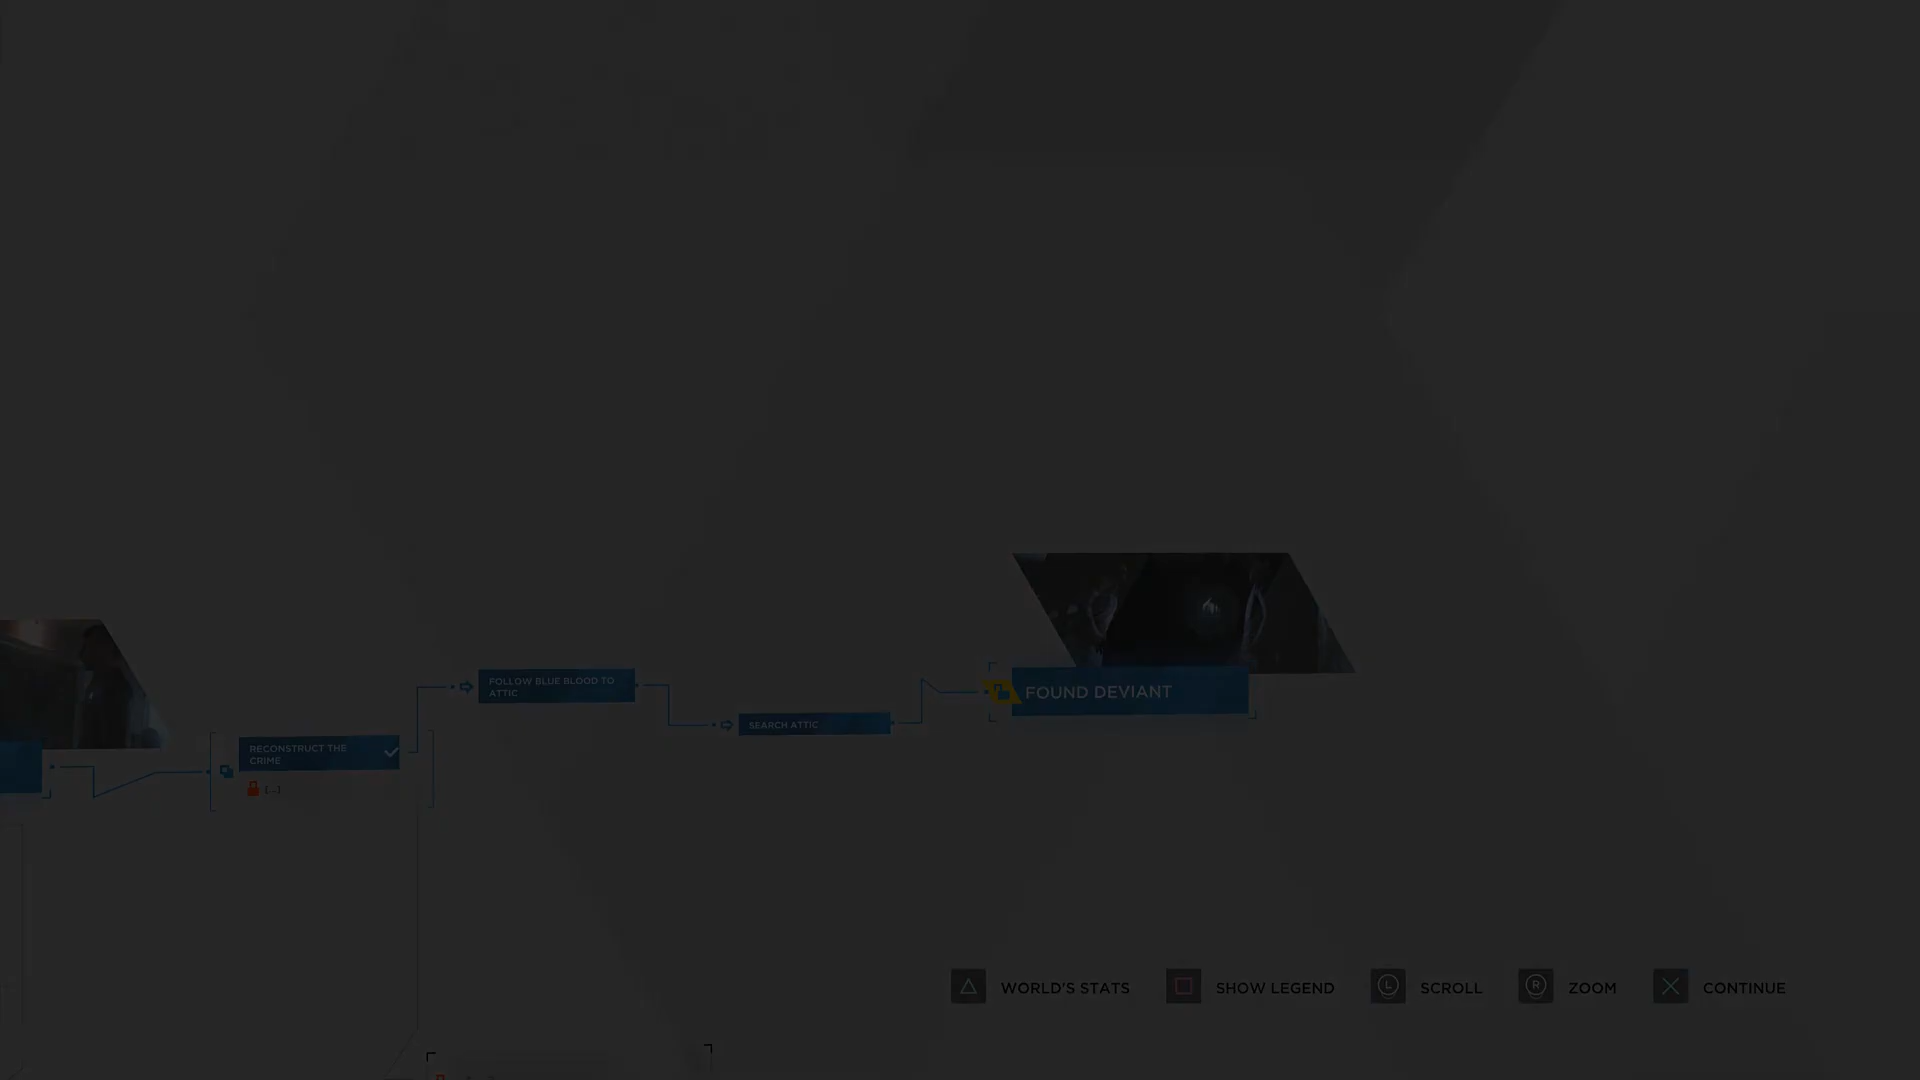 FOLLOW BLUE BLOOD TO
ATTIC
FOUND DEVIANT
SEARCH ATTIC
RECONSTRUCT THE
CRIME
[...]
WORLD'S STATS
SHOW LEGEND
L
SCROLL
R
ZOOM
CONTINUE